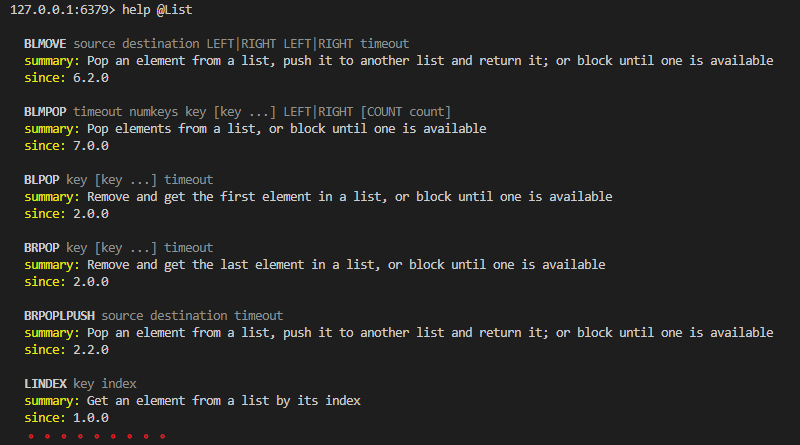 127.0.0.1:6379> help @List
BLMOVE source destination LEFT|RIGHT LEFT|RIGHT timeout
summary: Pop an element from a list, push it to another list and return it; or block until one is available
since: 6.2.0
BLMPOP timeout numkeys key [key ...] LEFT|RIGHT [COUNT count]
summary: Pop elements from a list, or block until one is available
since: 7.0.0
BLPOP key [key ...] timeout
summary: Remove and get the first element in a list, or block until one is available
since: 2.0.0
BRPOP key [key ...] timeout
summary: Remove and get the last element in a list, or block until one is available
since: 2.0.0
BRPOPLPUSH source destination timeout
summary: Pop an element from a list, push it to another list and return it; or block until one is available
since: 2.2.0
LINDEX key index
summary: Get an element from a list by its index
since: 1.0.0